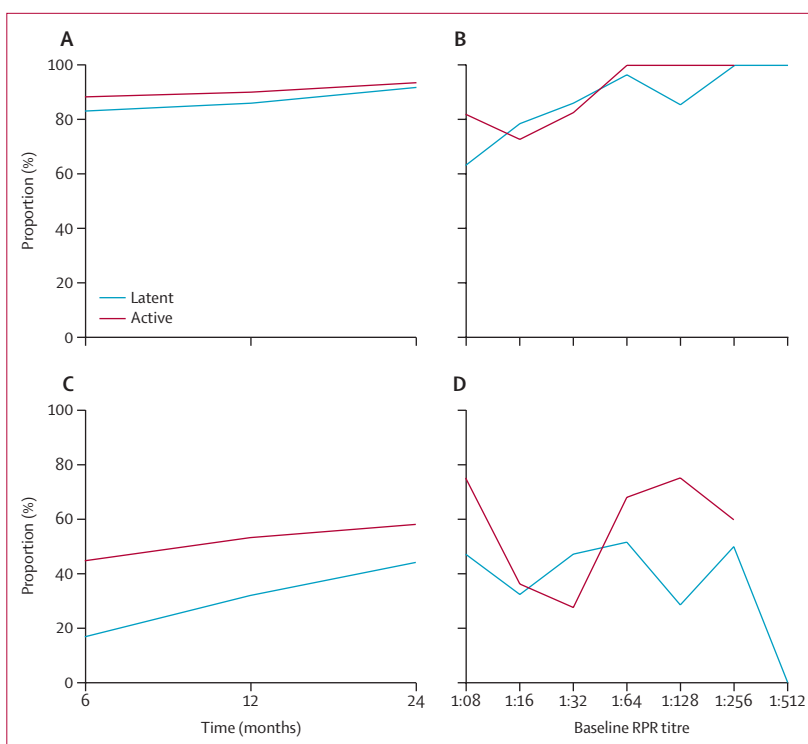 A
B
100
80
60
40
20
0
Proportion (%)
Latent
Active
C
D
100
80
60
40
20
0
Proportion (%)
6
12
24
Time (months)
1:08
1:16
1:32
1:64
1:128
1:256
1:512
Baseline RPR titre